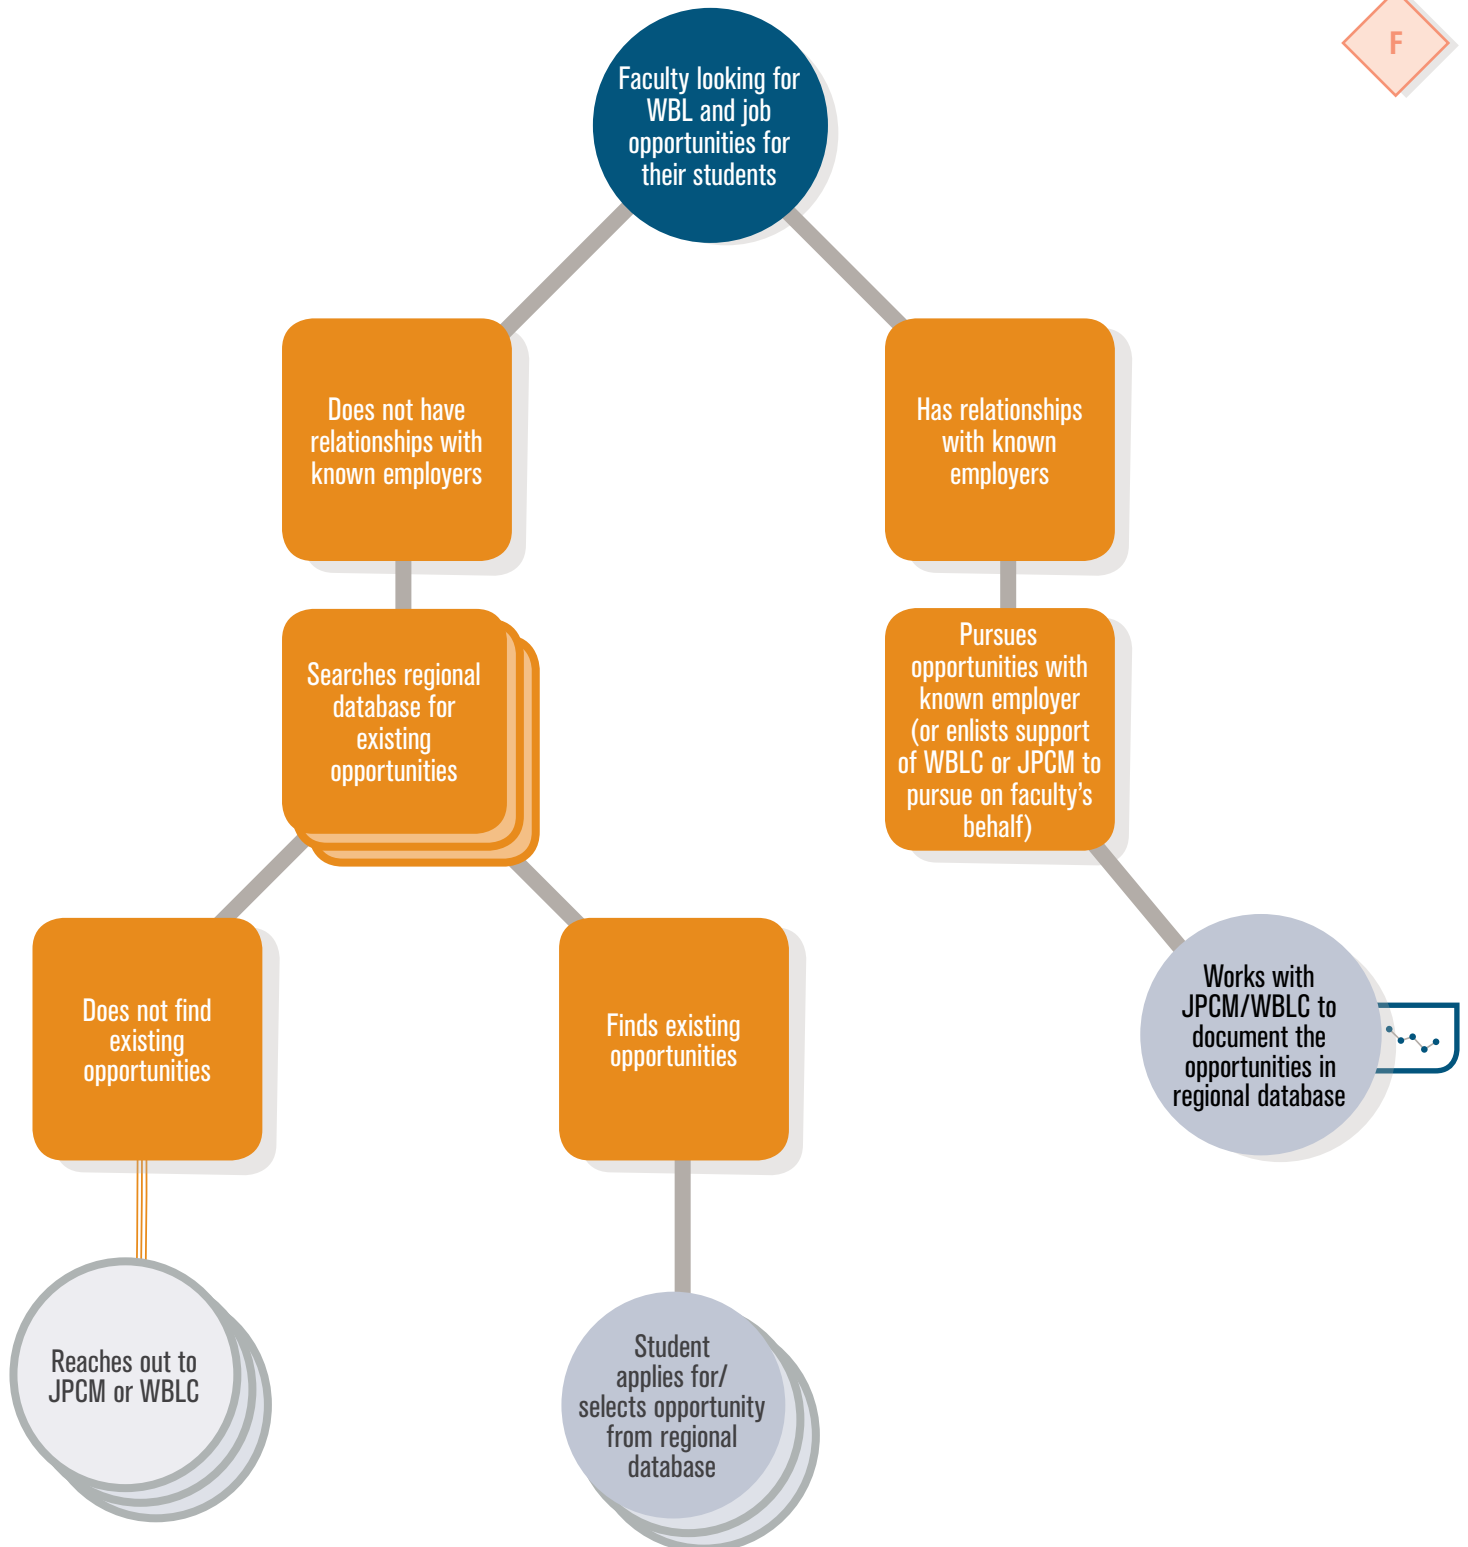 F
Faculty looking for
WBL and job
opportunities for
their students
Does not have
relationships with
known employers
Has relationships
with known
employers
Searches regional
database for
existing
opportunities
Pursues
opportunities with
known employer
(or enlists support
of WBLC or JPCM to
pursue on faculty’s
behalf)
Does not find
existing
opportunities
Finds existing
opportunities
Works with
JPCM/WBLC to
document the
opportunities in
regional database
Reaches out to
JPCM or WBLC
Student
applies for/
selects opportunity
from regional
database